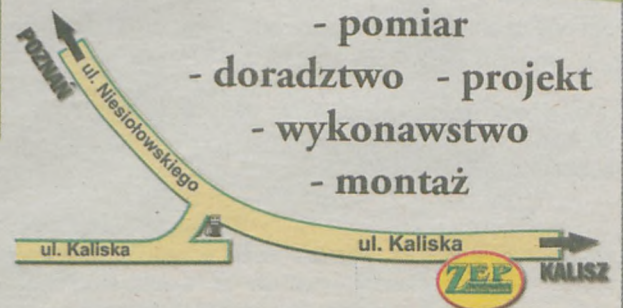 - pomiar
- doradztwo - projekt
- wykonawstwo
- montaż
POZNAŃ
ul. Niesiołowskiego
ul. Kaliska
ul. Kaliska
ZEP
KALISZ